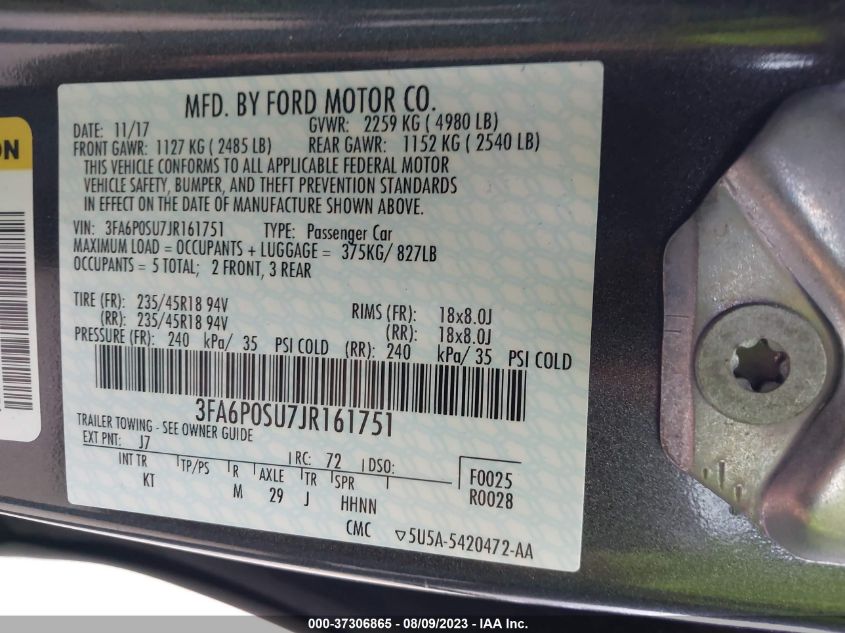 MFD. BY FORD MOTOR CO.
DATE: 11/17 GVWR: 2259 KG ( 4980 LB)
FRONT GAWR: 1127 KG ( 2485 LB) REAR GAWR: 1152 KG ( 2540 LB)
THIS VEHICLE CONFORMS TO ALL APPLICABLE FEDERAL MOTOR
VEHICLE SAFETY, BUMPER, AND THEFT PREVENTION STANDARDS
IN EFFECT ON THE DATE OF MANUFACTURE SHOWN ABOVE.
VIN: 3FA6P0SU7JR161751 TYPE: Passenger Car
MAXIMUM LOAD = OCCUPANTS + LUGGAGE = 375KG/ 827LB
OCCUPANTS = 5 TOTAL; 2 FRONT, 3 REAR
TIRE (FR): 235/45R18 94V RIMS (FR): 18x8.0J
(RR): 235/45R18 94V (RR): 18x8.0J
PRESSURE (FR): 240 kPa/ 35 PSI COLD (RR): 240 kPa/ 35 PSI COLD
3FA6P0SU7JR161751
TRAILER TOWING - SEE OWNER GUIDE
EXT PNT: J7 RC: 72 DSO: F0025
INT TR TP/PS R AXLE TR SPR R0028
KT M 29 J HHNN
CMC ▽5U5A-5420472-AA
ON
000-37306865 - 08/09/2023 - IAA Inc.